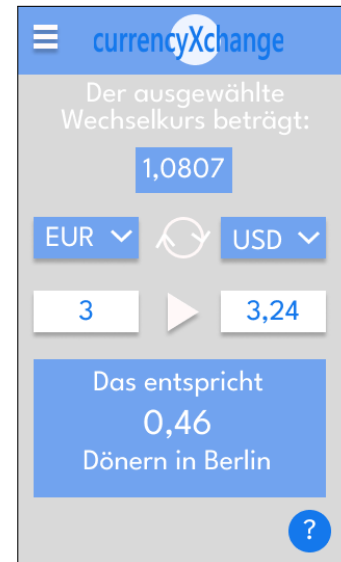 currencyXchange
Der ausgewählte
Wechselkurs beträgt:
1,0807
EUR USD
3 3,24
Das entspricht
0,46
Dönern in Berlin
?